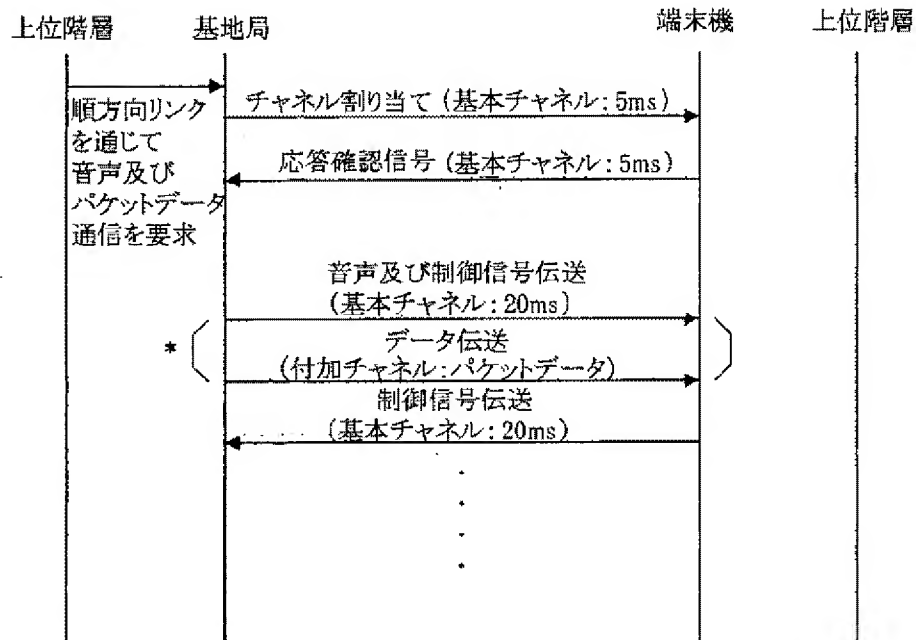 上位階層
基地局
端末機
上位階層
順方向リンク
を通じて
音声及び
パケットデータ
通信を要求
チャネル割り当て (基本チャネル:5ms)
応答確認信号 (基本チャネル:5ms)
音声及び制御信号伝送
(基本チャネル:20ms)
*
データ伝送
(付加チャネル:パケットデータ)
制御信号伝送
(基本チャネル:20ms)